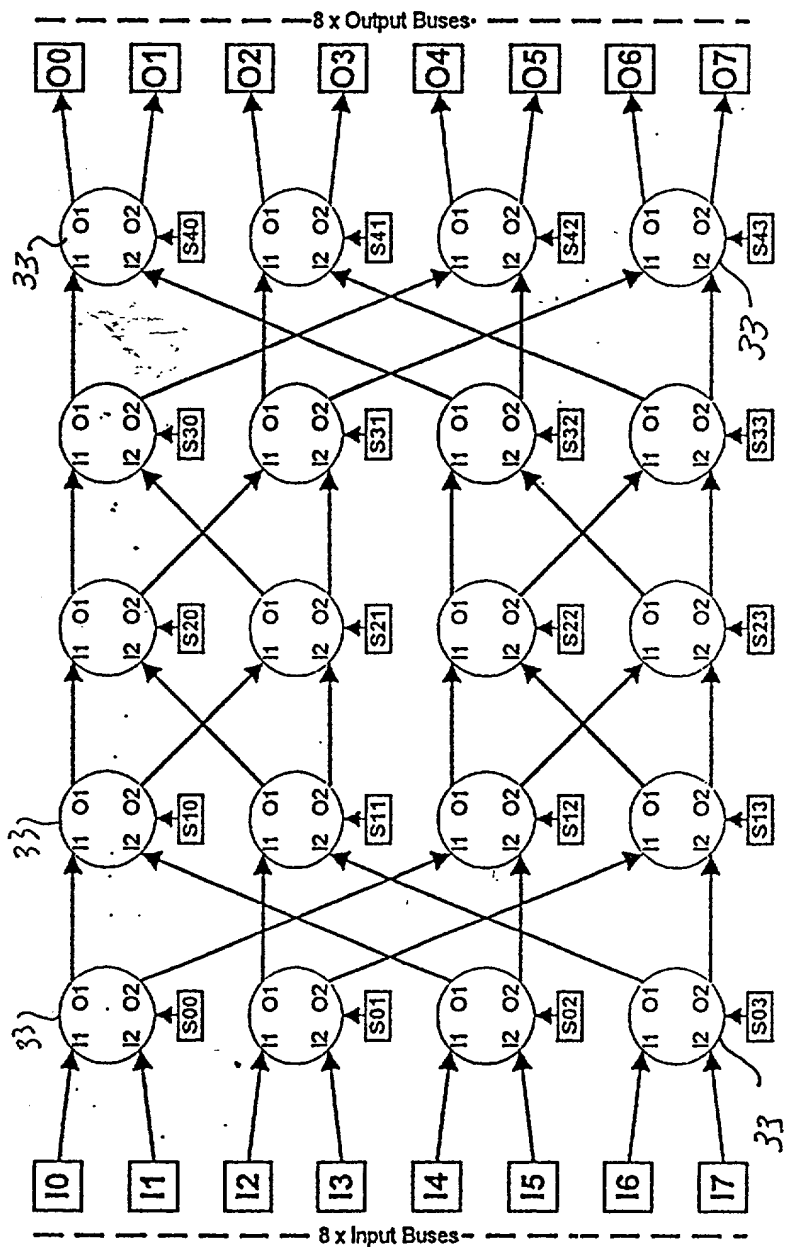 8 x Output Buses
O0
O1
O2
O3
O4
O5
O6
O7
33
I1 O1
I2 O2
S40
I1 O1
I2 O2
S41
I1 O1
I2 O2
S42
I1 O1
I2 O2
S43
33
I1 O1
I2 O2
S30
I1 O1
I2 O2
S31
I1 O1
I2 O2
S32
I1 O1
I2 O2
S33
I1 O1
I2 O2
S20
I1 O1
I2 O2
S21
I1 O1
I2 O2
S22
I1 O1
I2 O2
S23
33
I1 O1
I2 O2
S10
I1 O1
I2 O2
S11
I1 O1
I2 O2
S12
I1 O1
I2 O2
S13
33
I1 O1
I2 O2
S00
I1 O1
I2 O2
S01
I1 O1
I2 O2
S02
I1 O1
I2 O2
S03
33
I0
I1
I2
I3
I4
I5
I6
I7
8 x Input Buses